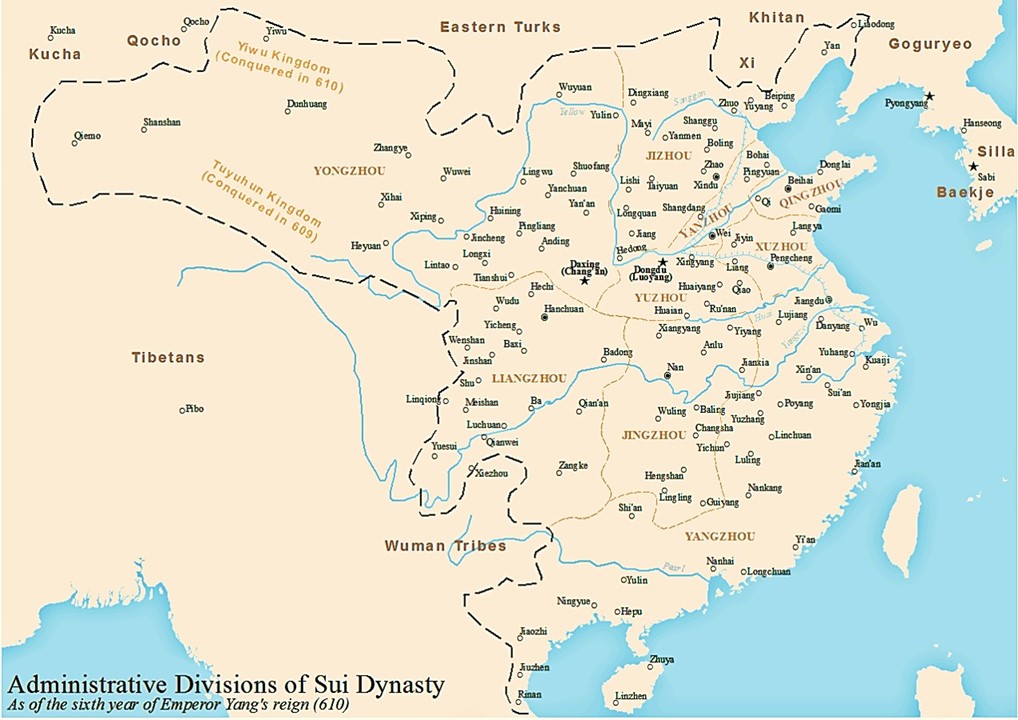 Kucha
Kucha
Qocho
Qocho
Yiwu
Yiwu Kingdom
(Conquered in 610)
Eastern Turks
Khitan
Xi
Liaodong
Yan
Goguryeo
Pyongyang
Hanseong
Silla
Sabi
Baekje
Qiemo
Shanshan
Dunhuang
Zhangye
YONGZHOU
Wuwei
Tuyuhun Kingdom
(Conquered in 609)
Xihai
Xiping
Heyuan
Jincheng
Lintao
Longxi
Tianshui
Wuyuan
Yellow
Yulin
Dingxiang
Sanggan
Mayi
Yanmen
Shanggu
Zhuo
Yuyang
Beiping
Boling
JIZHOU
Lingwu
Shuofang
Yanchuan
Yan'an
Lishi
Taiyuan
Zhao
Xindu
Bohai
Pingyuan
Donglai
Beihai
QINGZHOU
Qi
Gaomi
Huining
Pingliang
Anding
Longquan
Shangdang
YANZHOU
Jiang
Hedong
Wei
Jiyin
Langya
XUZHOU
Pengcheng
Daxing
(Chang'an)
Dongdu
(Luoyang)
Xingyang
Liang
Huaiyang
Qiao
YUZHOU
Huaian
Ru'nan
Huai
Lujiang
Jiangdu
Hechi
Wudu
Hanchuan
Yicheng
Baxi
Wenshan
Jinshan
Shu
LIANGZHOU
Xiangyang
Yiyang
Anlu
Danyang
Wu
Yangtze
Yuhang
Kuaiji
Badong
Nan
Jianxia
Xin'an
Sui'an
Tibetans
Pibo
Linqiong
Meishan
Ba
Qian'an
Luchuan
Qianwei
Yuesui
Xiezhou
Zangke
Wuling
Baling
Jiujiang
Yuzhang
Poyang
Yongjia
JINGZHOU
Changsha
Yichun
Linchuan
Luling
Jian'an
Hengshan
Lingling
Guiyang
Nankang
Shi'an
YANGZHOU
Yi'an
Wuman Tribes
Pearl
Nanhai
Longchuan
Yulin
Ningyue
Hepu
Jiaozhi
Jiuzhen
Rinan
Zhuya
Linzhen
Administrative Divisions of Sui Dynasty
As of the sixth year of Emperor Yang's reign (610)